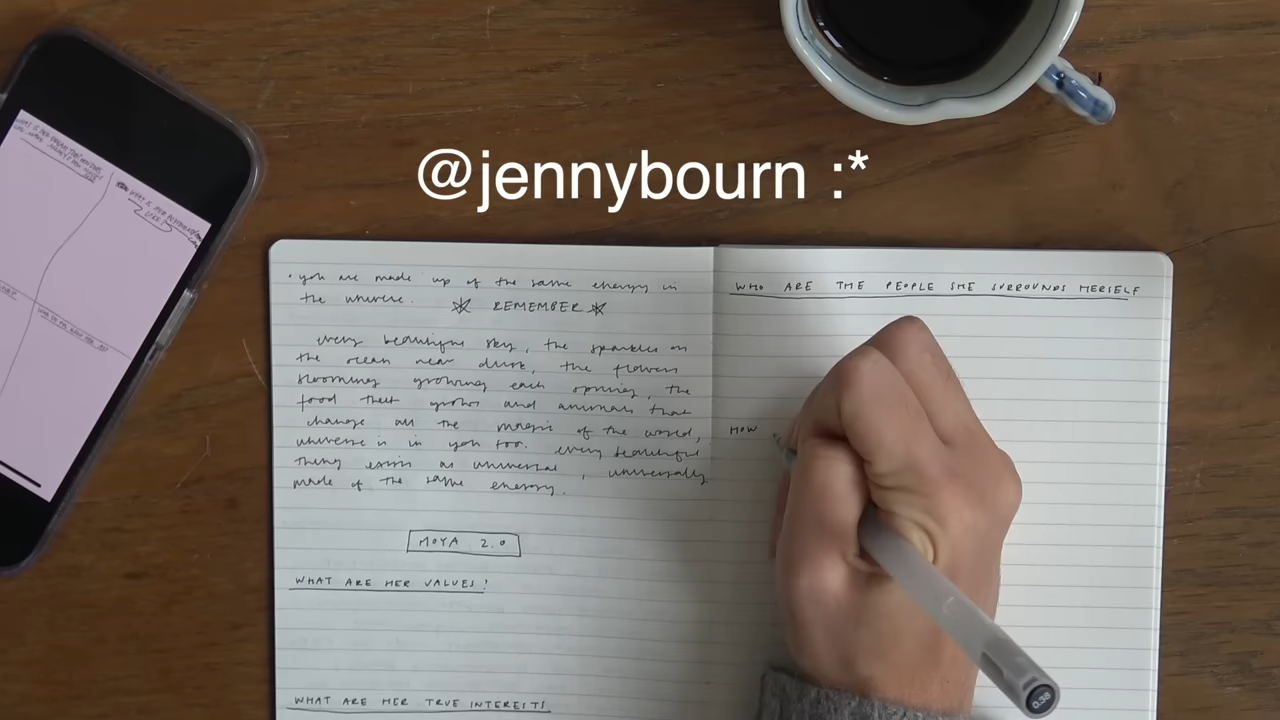 @jennybourn :*
• you are made up of the same energy in
the universe.
REMEMBER
every beautiful sky, the sparkles on
the ocean near dusk, the flowers
blooming growing each spring, the
food that grows and animals that
change all the magic of the world,
universe is in you too. every beautiful
thing exists as universal, universally
made of the same energy.
MOYA 2.0
WHAT ARE HER VALUES?
WHAT ARE HER TRUE INTERESTS
WHO ARE THE PEOPLE SHE SURROUNDS HERSELF
HOW
0.38